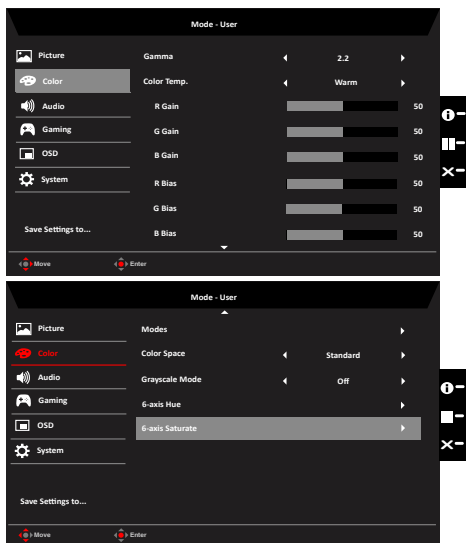 Mode - User
Picture Gamma 2.2
Color Color Temp. Warm
Audio R Gain 50
Gaming G Gain 50
OSD B Gain 50
System R Bias 50
G Bias 50
Save Settings to... B Bias 50
Move Enter
Mode - User
Picture Modes
Color Color Space Standard
Audio Grayscale Mode Off
Gaming 6-axis Hue
OSD 6-axis Saturate
System
Save Settings to...
Move Enter